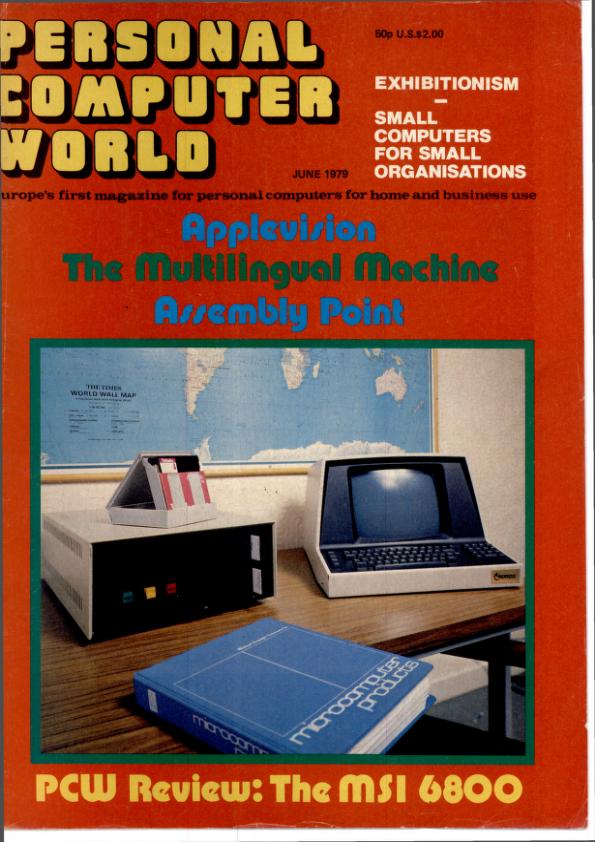 PERSONAL
COMPUTER
WORLD
60p U.S.$2.00
EXHIBITIONISM
–
SMALL
COMPUTERS
FOR SMALL
ORGANISATIONS
JUNE 1979
urope's first magazine for personal computers for home and business use
Applevision
The Multilingual Machine
Assembly Point
THE TIMES
WORLD WALL MAP
microcomputer
products
microcomp
PCW Review: The MSI 6800